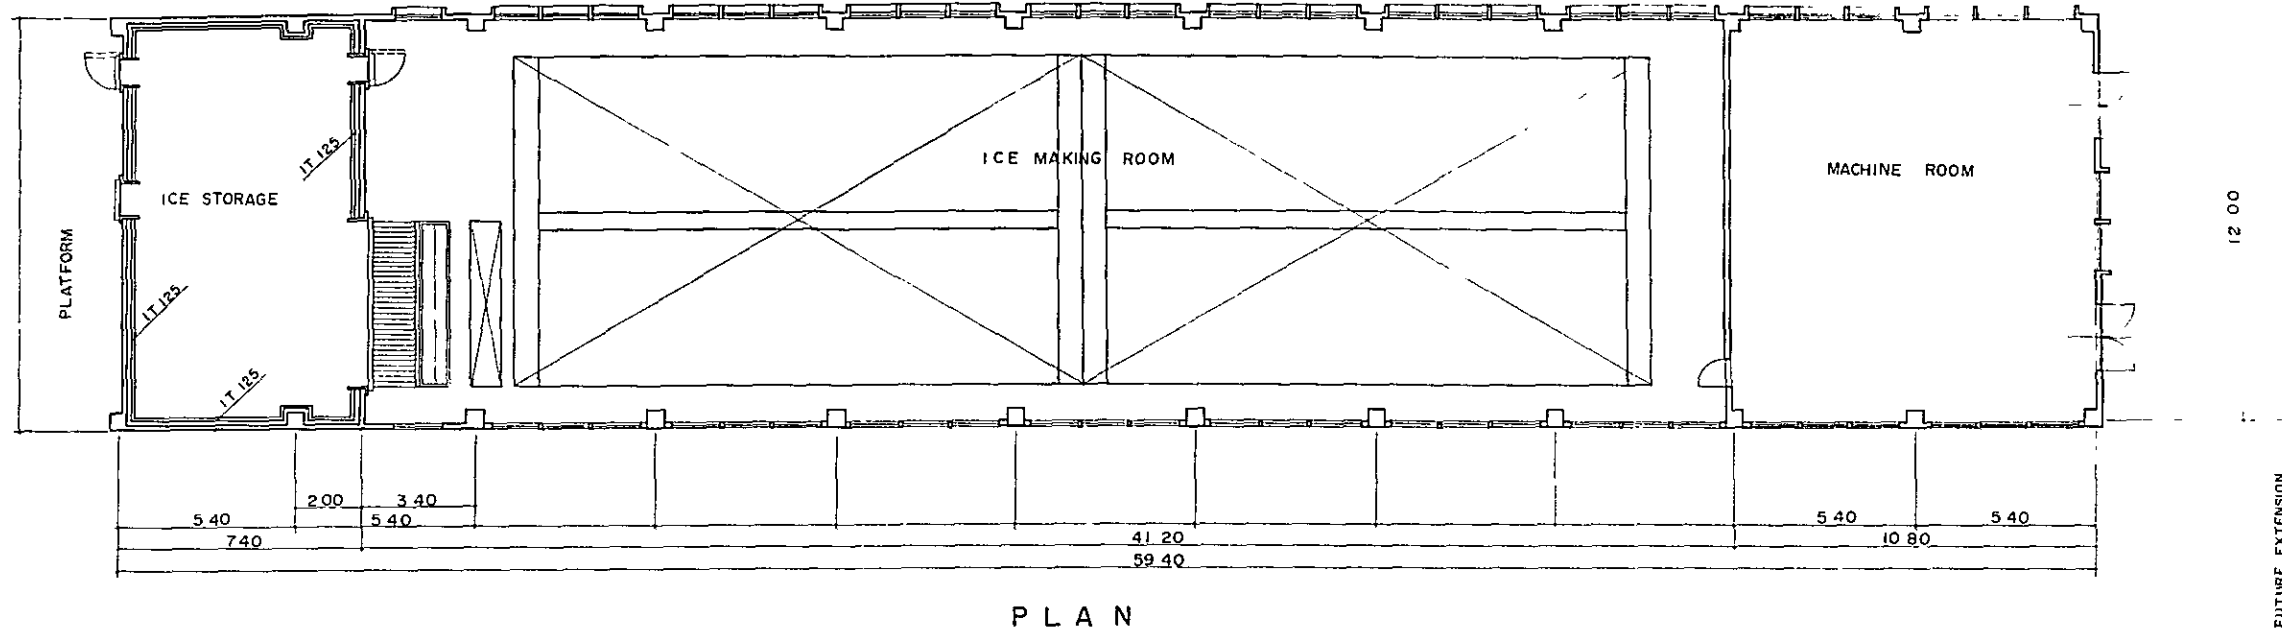 ICE MAKING ROOM
MACHINE ROOM
ICE STORAGE
PLATFORM
IT 125
IT 125
IT 125
12 00
2 00
3 40
5 40
5 40
5 40
5 40
7 40
41 20
10 80
59 40
FUTURE EXTENSION
PLAN